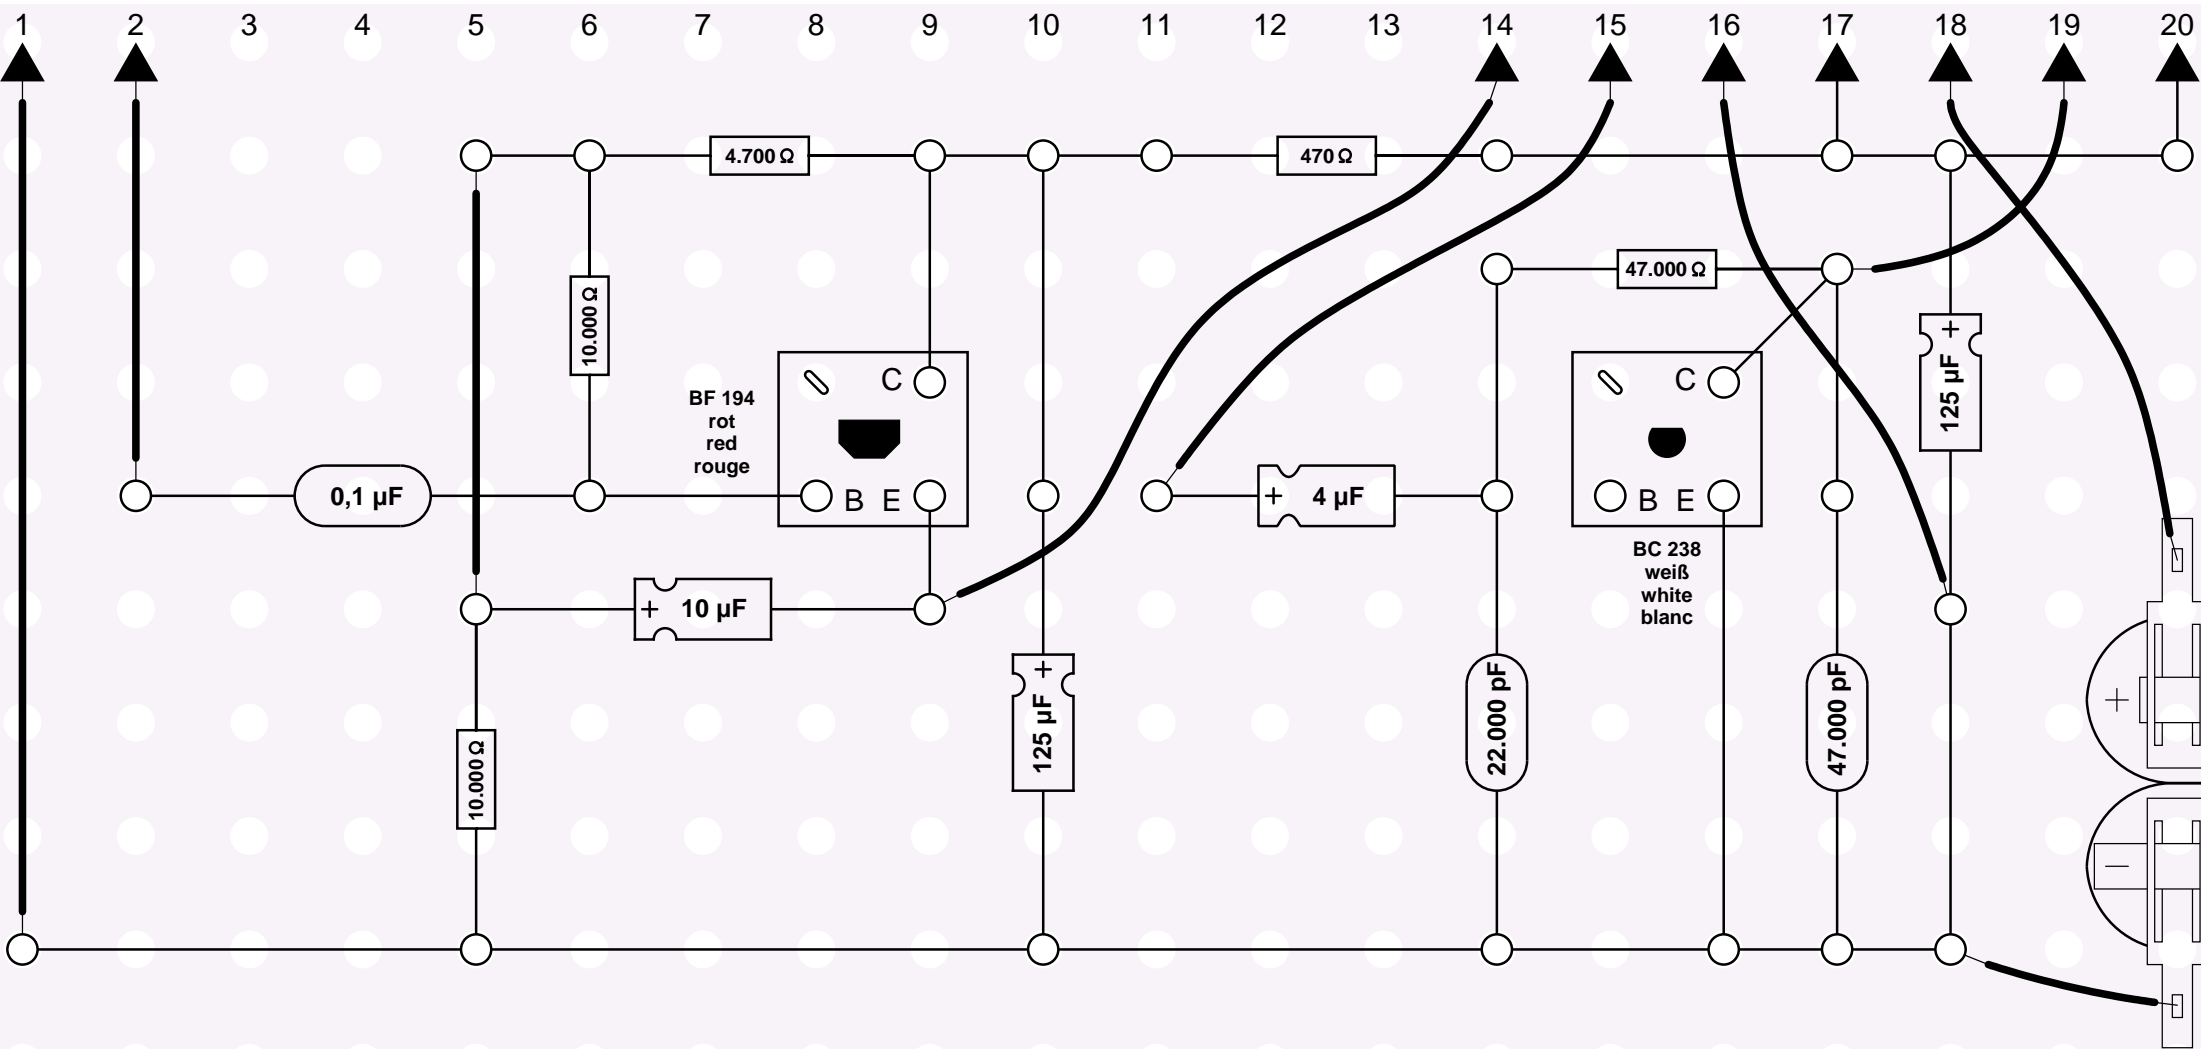 1 2 3 4 5 6 7 8 9 10 11 12 13 14 15 16 17 18 19 20
4.700 Ω
470 Ω
47.000 Ω
10.000 Ω
+
125 µF
C
C
BF 194
rot
red
rouge
0,1 µF
B E
+ 4 µF
B E
BC 238
weiß
white
blanc
+ 10 µF
+
125 µF
22.000 pF
47.000 pF
+
10.000 Ω
–